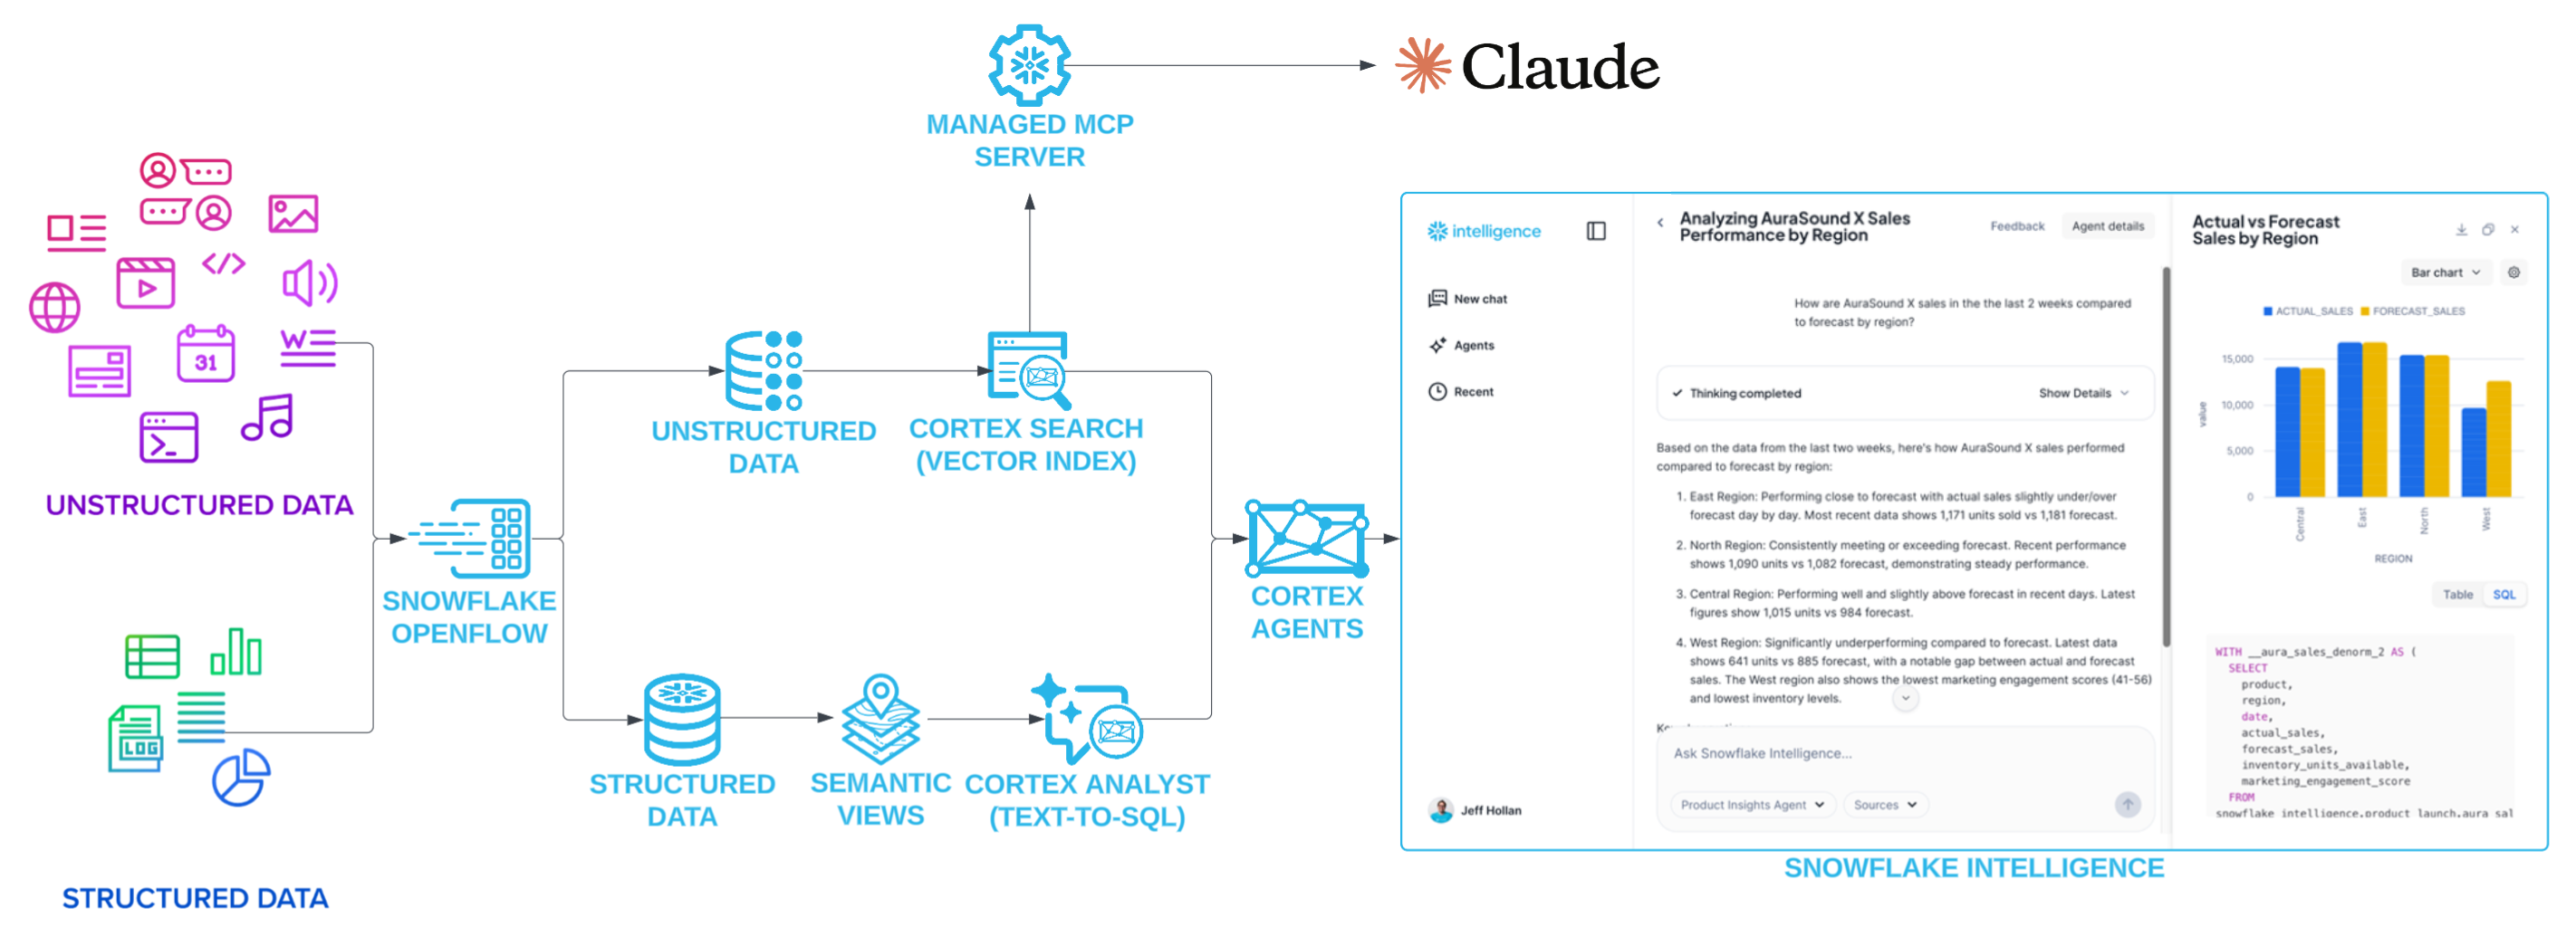 MANAGED MCP
SERVER
Claude
31
W
UNSTRUCTURED DATA
LOG
STRUCTURED DATA
SNOWFLAKE
OPENFLOW
UNSTRUCTURED
DATA
CORTEX SEARCH
(VECTOR INDEX)
STRUCTURED
DATA
SEMANTIC
VIEWS
CORTEX ANALYST
(TEXT-TO-SQL)
CORTEX
AGENTS
intelligence
New chat
Agents
Recent
Jeff Hollan
Analyzing AuraSound X Sales
Performance by Region
Feedback
Agent details
How are AuraSound X sales in the the last 2 weeks compared
to forecast by region?
Thinking completed
Show Details
Based on the data from the last two weeks, here's how AuraSound X sales performed
compared to forecast by region:
1. East Region: Performing close to forecast with actual sales slightly under/over
forecast day by day. Most recent data shows 1,171 units sold vs 1,181 forecast.
2. North Region: Consistently meeting or exceeding forecast. Recent performance
shows 1,090 units vs 1,082 forecast, demonstrating steady performance.
3. Central Region: Performing well and slightly above forecast in recent days. Latest
figures show 1,015 units vs 984 forecast.
4. West Region: Significantly underperforming compared to forecast. Latest data
shows 641 units vs 885 forecast, with a notable gap between actual and forecast
sales. The West region also shows the lowest marketing engagement scores (41-56)
and lowest inventory levels.
Ask Snowflake Intelligence...
Product Insights Agent
Sources
Actual vs Forecast
Sales by Region
Bar chart
ACTUAL_SALES
FORECAST_SALES
15,000
10,000
5,000
0
value
Central
East
North
West
REGION
Table
SQL
WITH __aura_sales_denorm_2 AS (
SELECT
product,
region,
date,
actual_sales,
forecast_sales,
inventory_units_available,
marketing_engagement_score
FROM
snowflake_intelligence.product_launch.aura_sal
SNOWFLAKE INTELLIGENCE